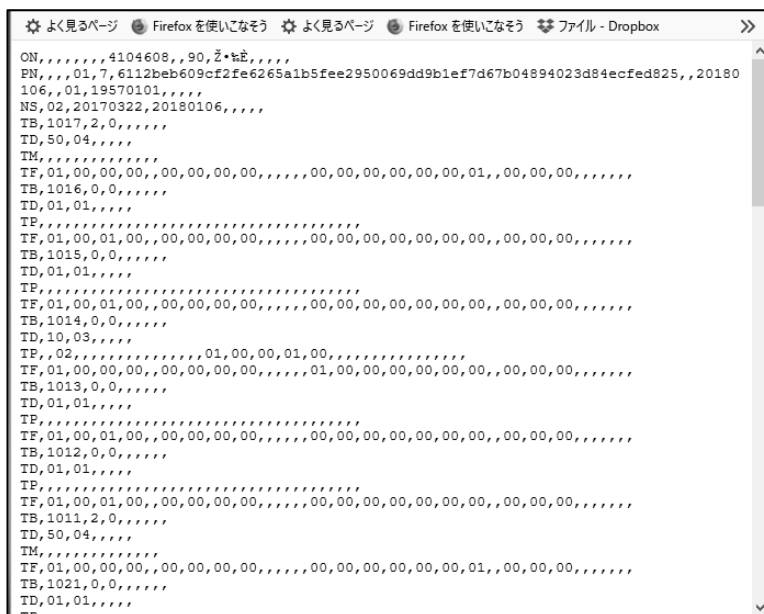 よく見るページ Firefox を使いこなそう よく見るページ Firefox を使いこなそう ファイル - Dropbox »
ON,,,,,,,,4104608,,90,Ž•‰È,,,,,
PN,,,,01,7,6112beb609cf2fe6265a1b5fee2950069dd9b1ef7d67b04894023d84ecfed825,,20180
106,,01,19570101,,,,,
NS,02,20170322,20180106,,,,,
TB,1017,2,0,,,,,,
TD,50,04,,,,,
TM,,,,,,,,,,,,,,
TF,01,00,00,00,,00,00,00,00,,,,,,00,00,00,00,00,00,01,,00,00,00,,,,,,,
TB,1016,0,0,,,,,,
TD,01,01,,,,,
TP,,,,,,,,,,,,,,,,,,,,,,,,,,,,,,,,,,,,
TF,01,00,01,00,,00,00,00,00,,,,,,00,00,00,00,00,00,00,,00,00,00,,,,,,,
TB,1015,0,0,,,,,,
TD,01,01,,,,,
TP,,,,,,,,,,,,,,,,,,,,,,,,,,,,,,,,,,,,
TF,01,00,01,00,,00,00,00,00,,,,,,00,00,00,00,00,00,00,,00,00,00,,,,,,,
TB,1014,0,0,,,,,,
TD,10,03,,,,,
TP,,02,,,,,,,,,,,,,,,01,00,00,01,00,,,,,,,,,,,,,,,,
TF,01,00,00,00,,00,00,00,00,,,,,,01,00,00,00,00,00,00,,00,00,00,,,,,,,
TB,1013,0,0,,,,,,
TD,01,01,,,,,
TP,,,,,,,,,,,,,,,,,,,,,,,,,,,,,,,,,,,,
TF,01,00,01,00,,00,00,00,00,,,,,,00,00,00,00,00,00,00,,00,00,00,,,,,,,
TB,1012,0,0,,,,,,
TD,01,01,,,,,
TP,,,,,,,,,,,,,,,,,,,,,,,,,,,,,,,,,,,,
TF,01,00,01,00,,00,00,00,00,,,,,,00,00,00,00,00,00,00,,00,00,00,,,,,,,
TB,1011,2,0,,,,,,
TD,50,04,,,,,
TM,,,,,,,,,,,,,,
TF,01,00,00,00,,00,00,00,00,,,,,,00,00,00,00,00,00,01,,00,00,00,,,,,,,
TB,1021,0,0,,,,,,
TD,01,01,,,,,